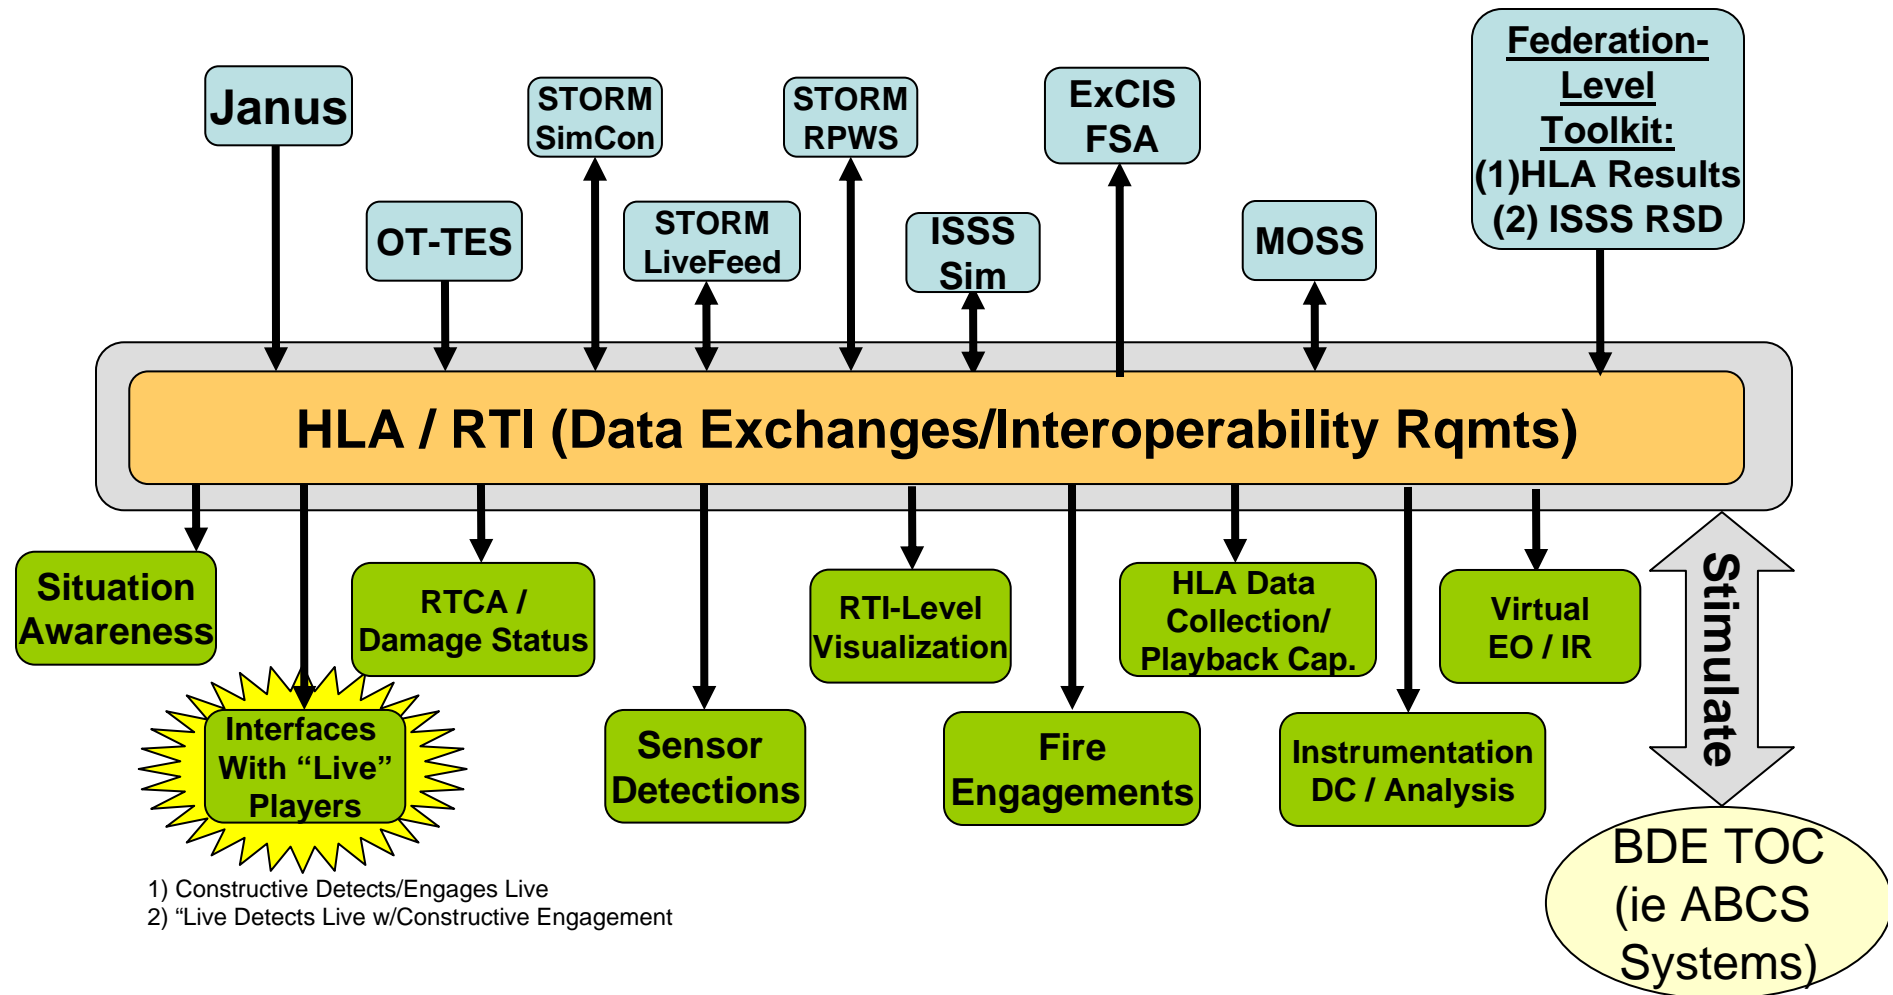 Janus
OT-TES
STORM
SimCon
STORM
LiveFeed
STORM
RPWS
ISSS
Sim
ExCIS
FSA
MOSS
Federation-
Level
Toolkit:
(1)HLA Results
(2) ISSS RSD
HLA / RTI (Data Exchanges/Interoperability Rqmts)
Situation
Awareness
Interfaces
With “Live”
Players
RTCA /
Damage Status
Sensor
Detections
RTI-Level
Visualization
Fire
Engagements
HLA Data
Collection/
Playback Cap.
Instrumentation
DC / Analysis
Virtual
EO / IR
Stimulate
BDE TOC
(ie ABCS
Systems)
1) Constructive Detects/Engages Live
2) “Live Detects Live w/Constructive Engagement